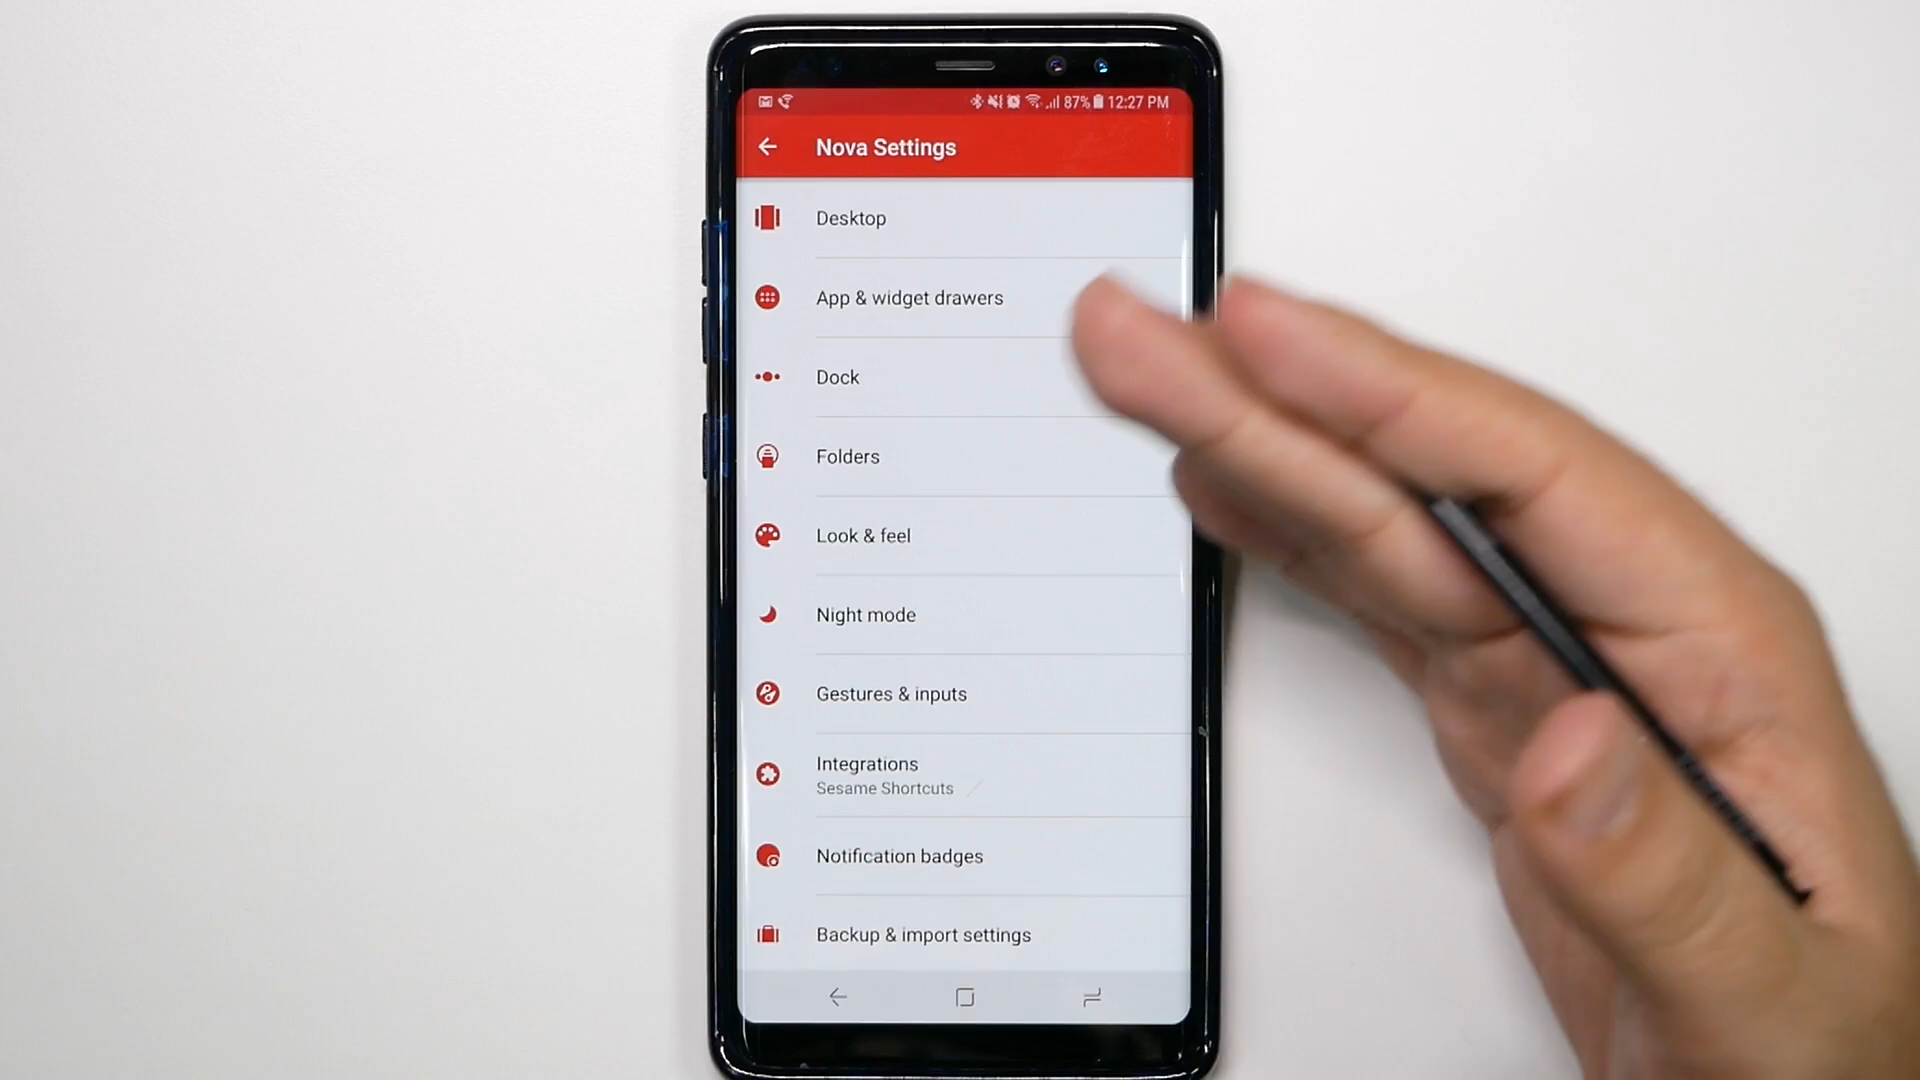 87% 12:27 PM
Nova Settings
Desktop
App & widget drawers
Dock
Folders
Look & feel
Night mode
Gestures & inputs
Integrations
Sesame Shortcuts
Notification badges
Backup & import settings